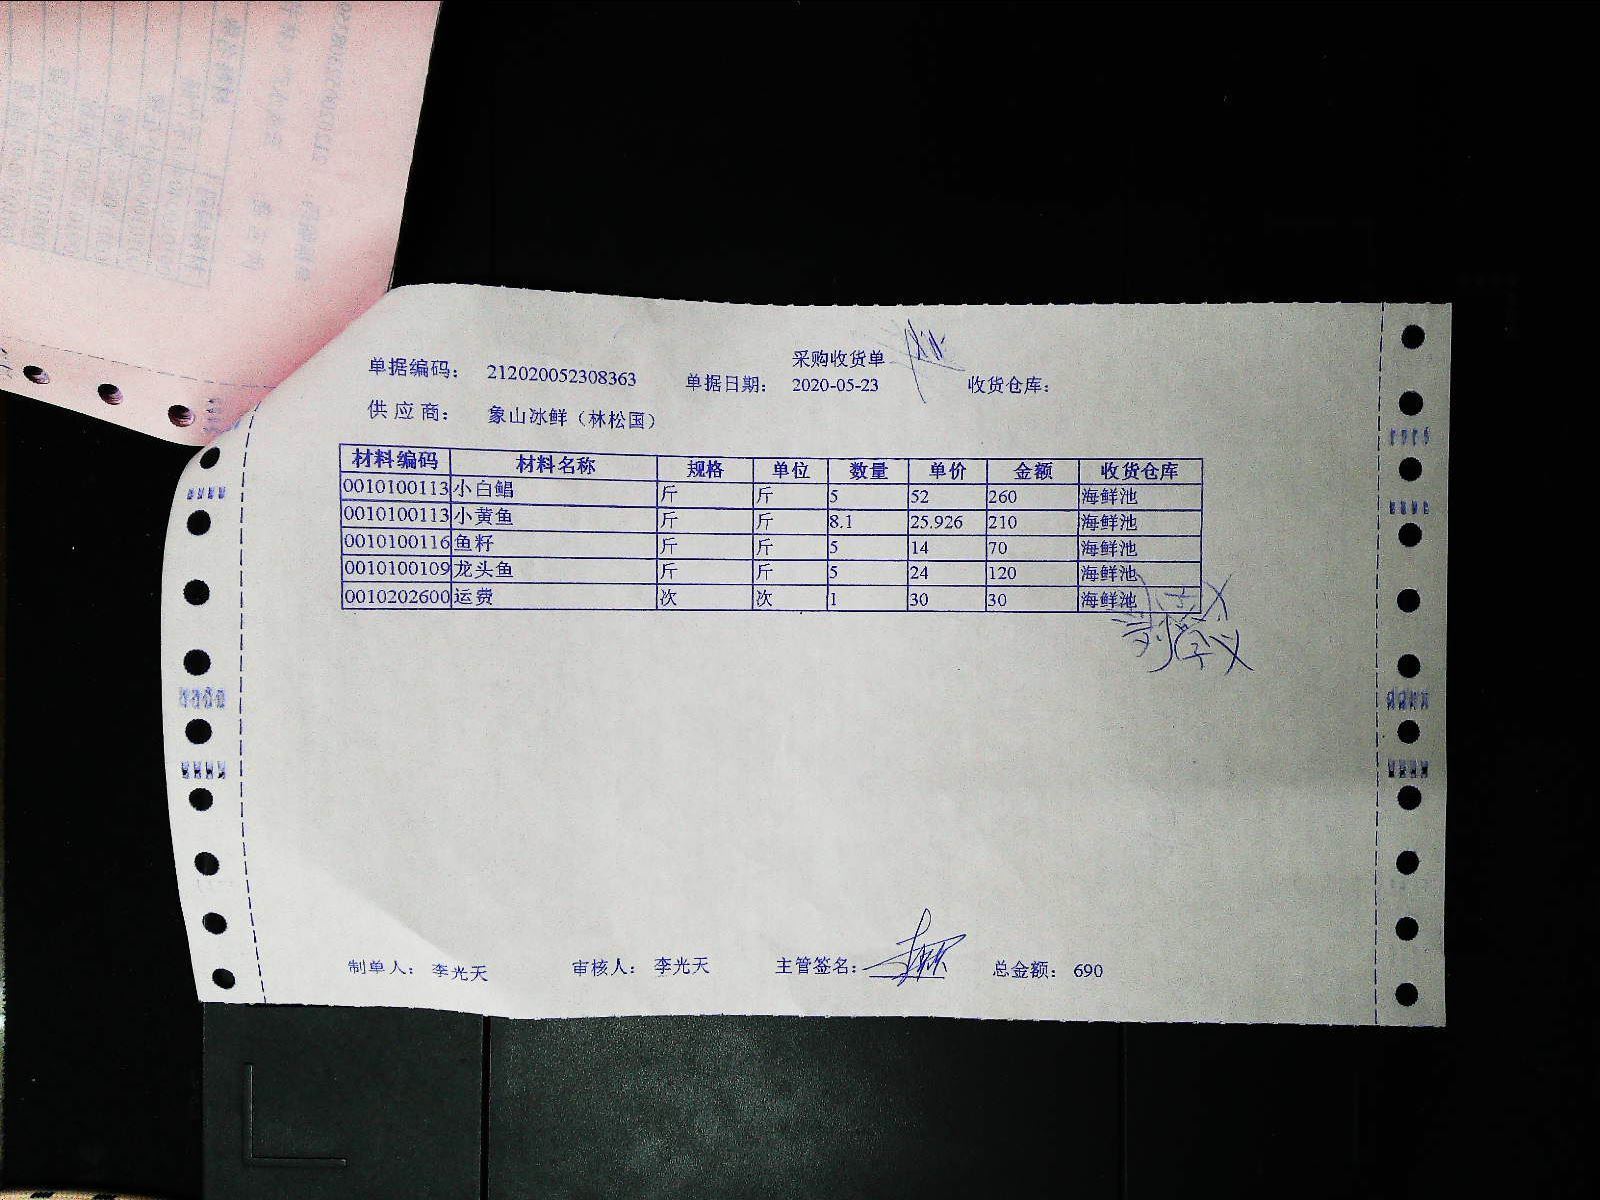 采购收货单
单据编码： 212020052308363 单据日期： 2020-05-23 收货仓库：
供 应 商： 象山冰鲜（林松国）
材料编码 材料名称 规格 单位 数量 单价 金额 收货仓库
0010100113 小白鲳 斤 斤 5 52 260 海鲜池
0010100113 小黄鱼 斤 斤 8.1 25.926 210 海鲜池
0010100116 鱼籽 斤 斤 5 14 70 海鲜池
0010100109 龙头鱼 斤 斤 5 24 120 海鲜池
0010202600 运费 次 次 1 30 30 海鲜池
制单人： 李光天 审核人： 李光天 主管签名： 总金额： 690